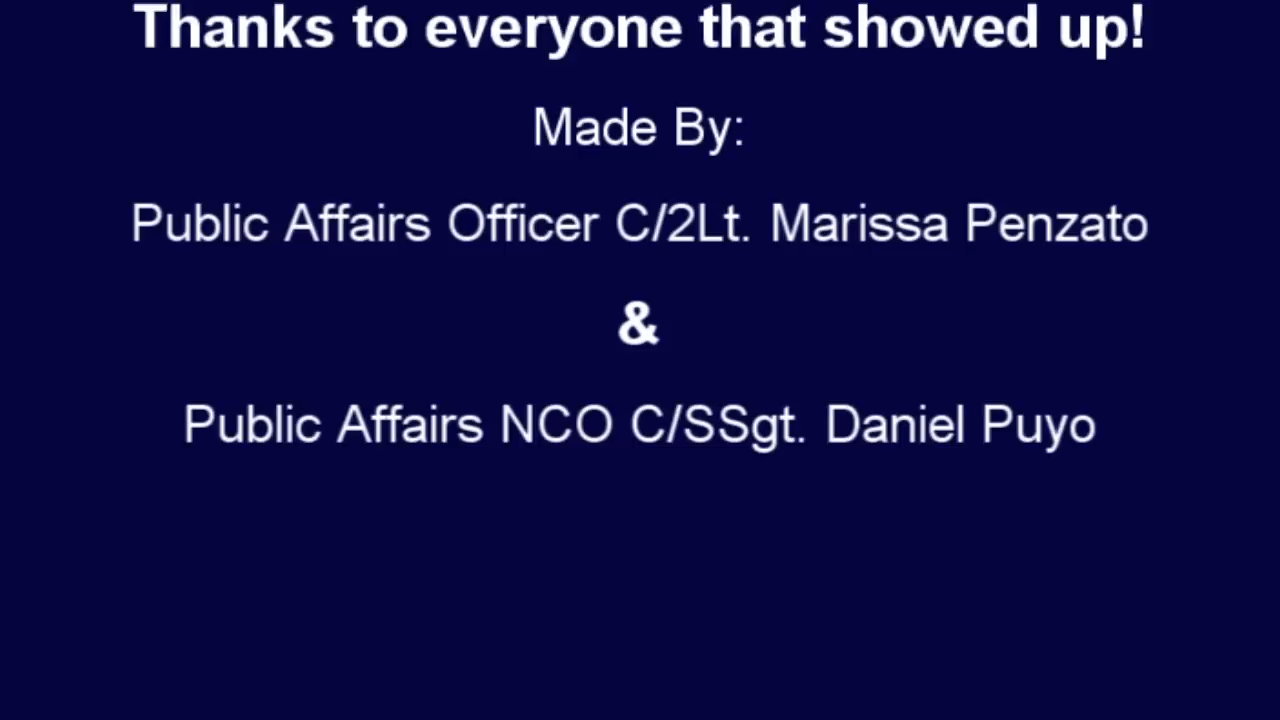 Thanks to everyone that showed up!
Made By:
Public Affairs Officer C/2Lt. Marissa Penzato
&
Public Affairs NCO C/SSgt. Daniel Puyo